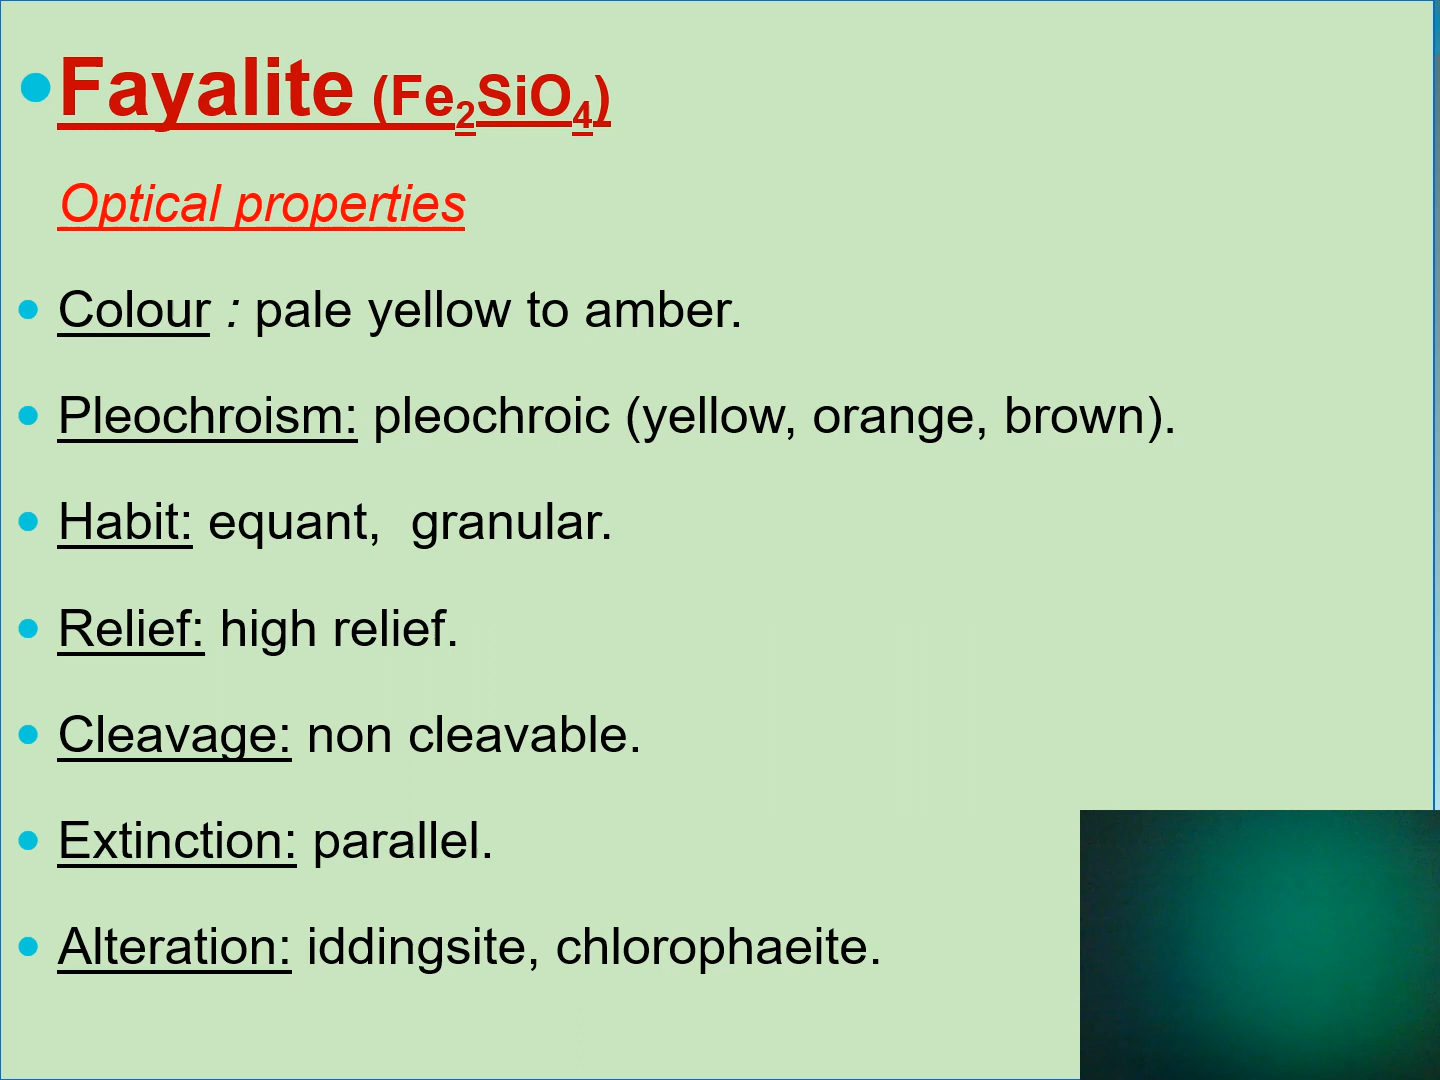 •Fayalite (Fe₂SiO₄)
Optical properties
• Colour : pale yellow to amber.
• Pleochroism: pleochroic (yellow, orange, brown).
• Habit: equant,  granular.
• Relief: high relief.
• Cleavage: non cleavable.
• Extinction: parallel.
• Alteration: iddingsite, chlorophaeite.